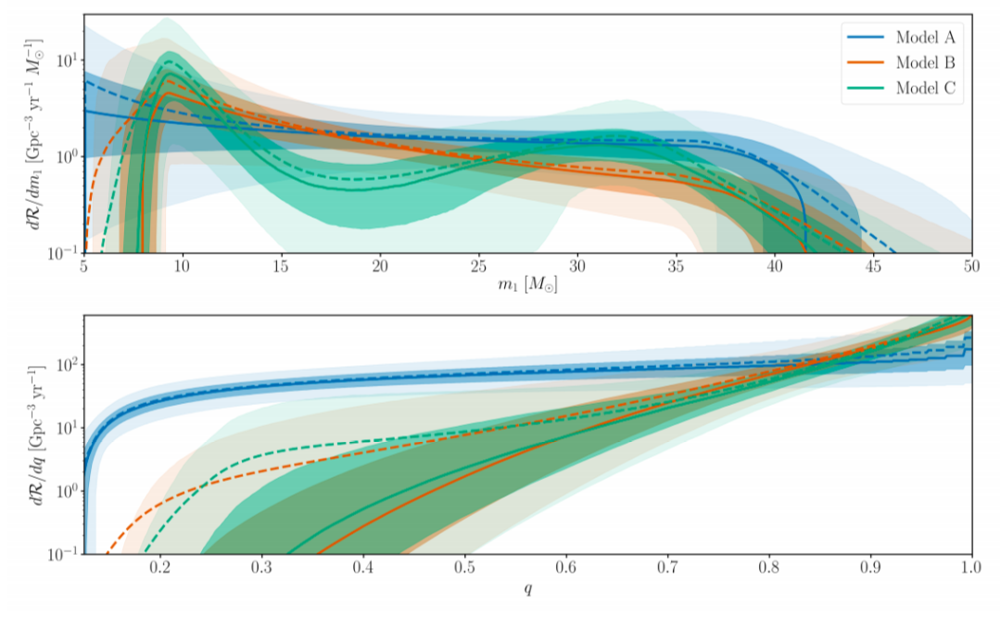 Model A
Model B
Model C
dR/dm₁ [Gpc⁻³ yr⁻¹ M⊙⁻¹]
10¹
10⁰
10⁻¹
5 10 15 20 25 30 35 40 45 50
m₁ [M⊙]
dR/dq [Gpc⁻³ yr⁻¹]
10²
10¹
10⁰
10⁻¹
0.2 0.3 0.4 0.5 0.6 0.7 0.8 0.9 1.0
q